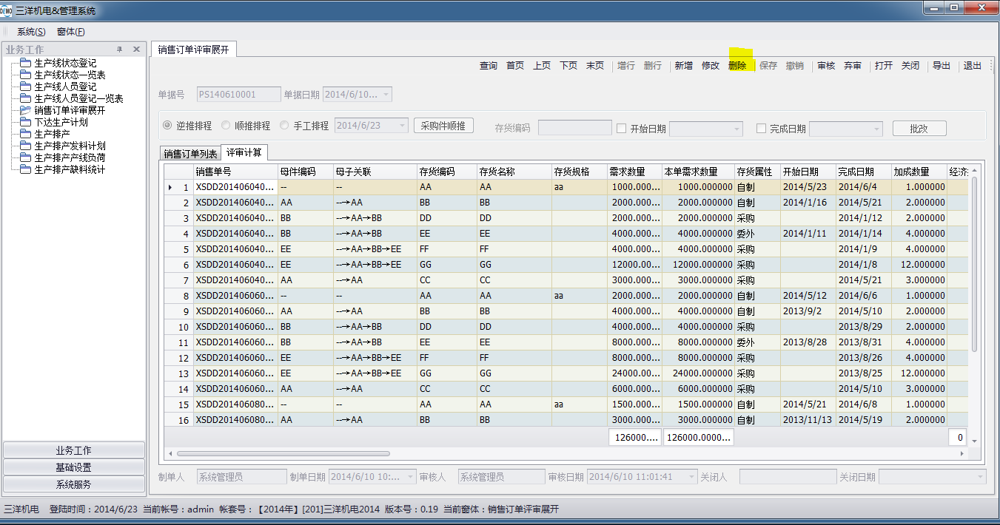 DEMO 三洋机电&管理系统
系统(S) 窗体(F)
业务工作
生产线状态登记
生产线状态一览表
生产线人员登记
生产线人员登记一览表
销售订单评审展开
下达生产计划
生产排产
生产排产发料计划
生产排产产线负荷
生产排产缺料统计
业务工作
基础设置
系统服务
销售订单评审展开
查询 首页 上页 下页 末页 增行 删行 新增 修改 删除 保存 撤销 审核 弃审 打开 关闭 导出 退出
单据号 PS140610001 单据日期 2014/6/10...
逆推排程 顺推排程 手工排程 2014/6/23 采购件顺推 存货编码 开始日期 完成日期 批改
销售订单列表 评审计算
销售单号 母件编码 母子关联 存货编码 存货名称 存货规格 需求数量 本单需求数量 存货属性 开始日期 完成日期 加成数量 经济
1 XSDD201406040... -- -- AA AA aa 1000.000... 1000.000000 自制 2014/5/23 2014/6/4 1.000000
2 XSDD201406040... AA --→AA BB BB 2000.000... 2000.000000 自制 2014/1/16 2014/5/21 2.000000
3 XSDD201406040... BB --→AA→BB DD DD 2000.000... 2000.000000 采购 2014/1/12 2.000000
4 XSDD201406040... BB --→AA→BB EE EE 4000.000... 4000.000000 委外 2014/1/11 2014/1/14 4.000000
5 XSDD201406040... EE --→AA→BB→EE FF FF 4000.000... 4000.000000 采购 2014/1/9 4.000000
6 XSDD201406040... EE --→AA→BB→EE GG GG 12000.00... 12000.000000 采购 2014/1/8 12.000000
7 XSDD201406040... AA --→AA CC CC 3000.000... 3000.000000 采购 2014/5/21 3.000000
8 XSDD201406060... -- -- AA AA aa 2000.000... 2000.000000 自制 2014/5/12 2014/6/6 1.000000
9 XSDD201406060... AA --→AA BB BB 4000.000... 4000.000000 自制 2013/9/2 2014/5/10 2.000000
10 XSDD201406060... BB --→AA→BB DD DD 4000.000... 4000.000000 采购 2013/8/29 2.000000
11 XSDD201406060... BB --→AA→BB EE EE 8000.000... 8000.000000 委外 2013/8/28 2013/8/31 4.000000
12 XSDD201406060... EE --→AA→BB→EE FF FF 8000.000... 8000.000000 采购 2013/8/26 4.000000
13 XSDD201406060... EE --→AA→BB→EE GG GG 24000.00... 24000.000000 采购 2013/8/25 12.000000
14 XSDD201406060... AA --→AA CC CC 6000.000... 6000.000000 采购 2014/5/10 3.000000
15 XSDD201406080... -- -- AA AA aa 1500.000... 1500.000000 自制 2014/5/21 2014/6/8 1.000000
16 XSDD201406080... AA --→AA BB BB 3000.000... 3000.000000 自制 2013/11/13 2014/5/19 2.000000
126000.... 126000.0000... 0
制单人 系统管理员 制单日期 2014/6/10 10:... 审核人 系统管理员 审核日期 2014/6/10 11:01:41 关闭人 关闭日期
三洋机电 登陆时间：2014/6/23 当前帐号：admin 帐套号：【2014年】[201]三洋机电2014 版本号：0.19 当前窗体：销售订单评审展开